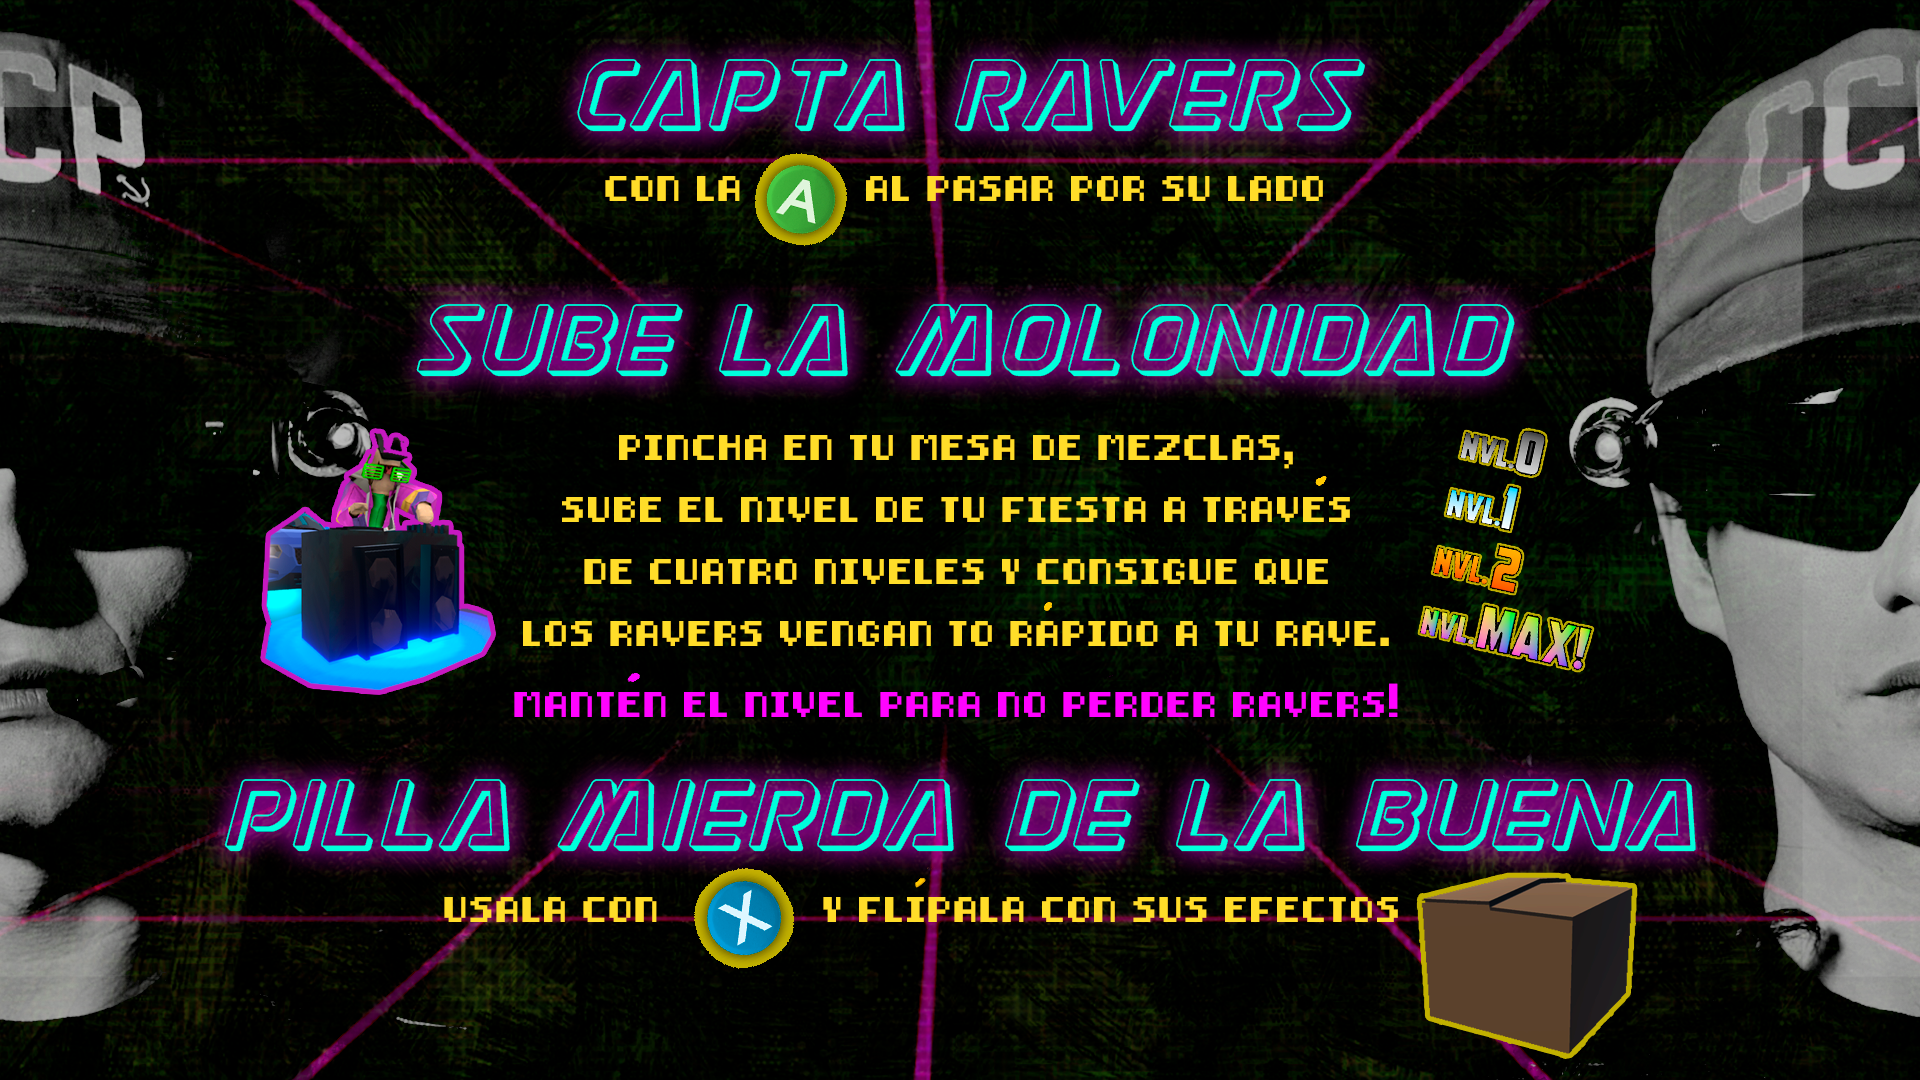 CCP
CAPTA RAVERS
CON LA A AL PASAR POR SU LADO
SUBE LA MOLONIDAD
PINCHA EN TU MESA DE MEZCLAS,
SUBE EL NIVEL DE TU FIESTA A TRAVÉS
DE CUATRO NIVELES Y CONSIGUE QUE
LOS RAVERS VENGAN TO RÁPIDO A TU RAVE.
MANTÉN EL NIVEL PARA NO PERDER RAVERS!
NVL.0
NVL.1
NVL.2
NVL.MAX!
PILLA MIERDA DE LA BUENA
USALA CON X Y FLÍPALA CON SUS EFECTOS
CCC